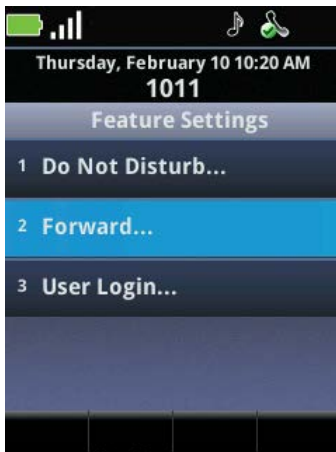 Thursday, February 10 10:20 AM
1011
Feature Settings
1 Do Not Disturb...
2 Forward...
3 User Login...